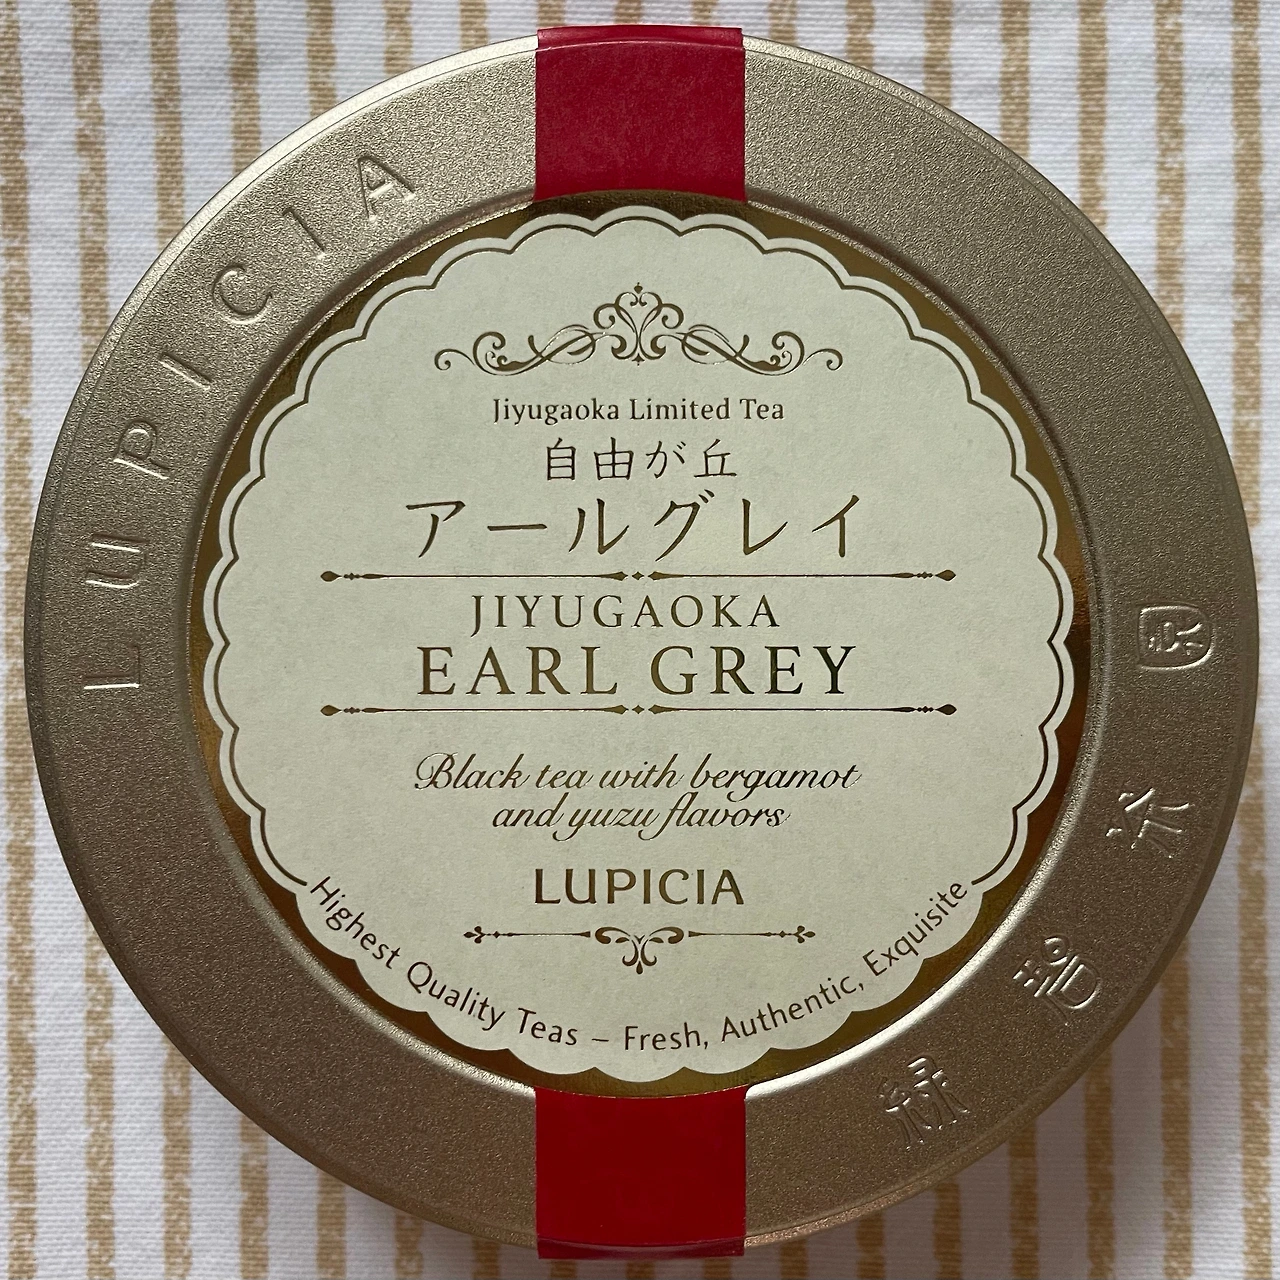 LUPICIA
Jiyugaoka Limited Tea
自由が丘
アールグレイ
JIYUGAOKA
EARL GREY
Black tea with bergamot
and yuzu flavors
LUPICIA
Highest Quality Teas – Fresh, Authentic, Exquisite